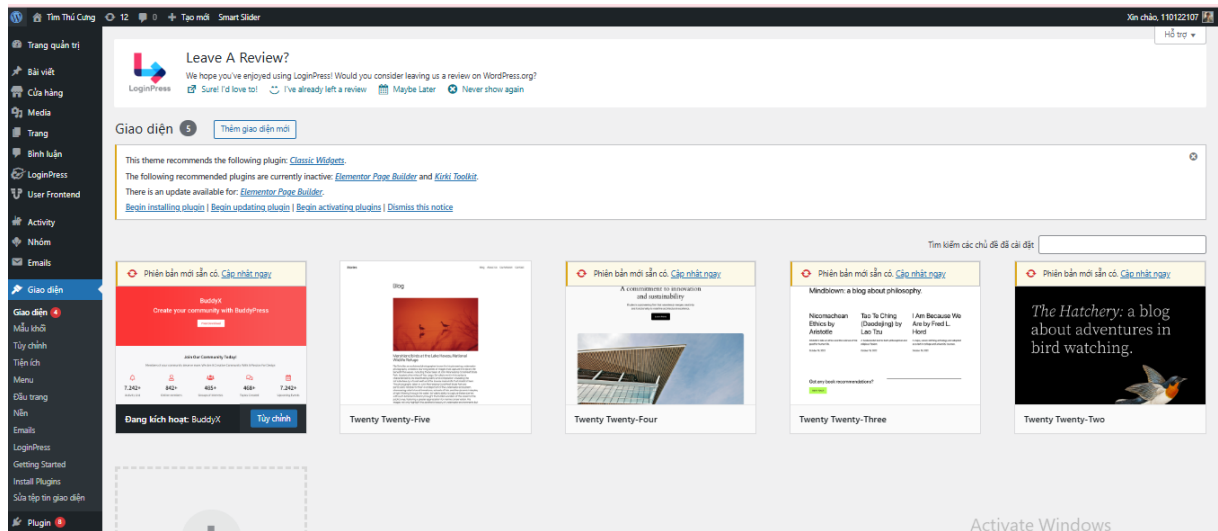 Tìm Thú Cưng 12 0 Tạo mới Smart Slider Xin chào, 110122107
Hỗ trợ
Trang quản trị
Bài viết
Cửa hàng
Media
Trang
Bình luận
LoginPress
User Frontend
Activity
Nhóm
Emails
Giao diện
Giao diện 4
Mẫu khối
Tùy chỉnh
Tiện ích
Menu
Đầu trang
Nền
Emails
LoginPress
Getting Started
Install Plugins
Sửa tệp tin giao diện
Plugin 8
LoginPress
Leave A Review?
We hope you've enjoyed using LoginPress! Would you consider leaving us a review on WordPress.org?
Sure! I'd love to! I've already left a review Maybe Later Never show again
Giao diện 5 Thêm giao diện mới
This theme recommends the following plugin: Classic Widgets.
The following recommended plugins are currently inactive: Elementor Page Builder and Kirki Toolkit.
There is an update available for: Elementor Page Builder.
Begin installing plugin | Begin updating plugin | Begin activating plugins | Dismiss this notice
Tìm kiếm các chủ đề đã cài đặt
Phiên bản mới sẵn có. Cập nhật ngay
BuddyX
Create your community with BuddyPress
Join the Community Today!
7.242+ 842+ 485+ 468+ 7.242+
Đang kích hoạt: BuddyX Tùy chỉnh
Blog
Twenty Twenty-Five
Phiên bản mới sẵn có. Cập nhật ngay
A commitment to innovation
and sustainability
Twenty Twenty-Four
Phiên bản mới sẵn có. Cập nhật ngay
Mindblown: a blog about philosophy.
Nicomachean
Ethics by
Aristotle
Tao Te Ching
(Daodejing) by
Lao Tzu
I Am Because We
Are by Fred L.
Hord
Got any book recommendations?
Twenty Twenty-Three
Phiên bản mới sẵn có. Cập nhật ngay
The Hatchery: a blog
about adventures in
bird watching.
Twenty Twenty-Two
Activate Windows